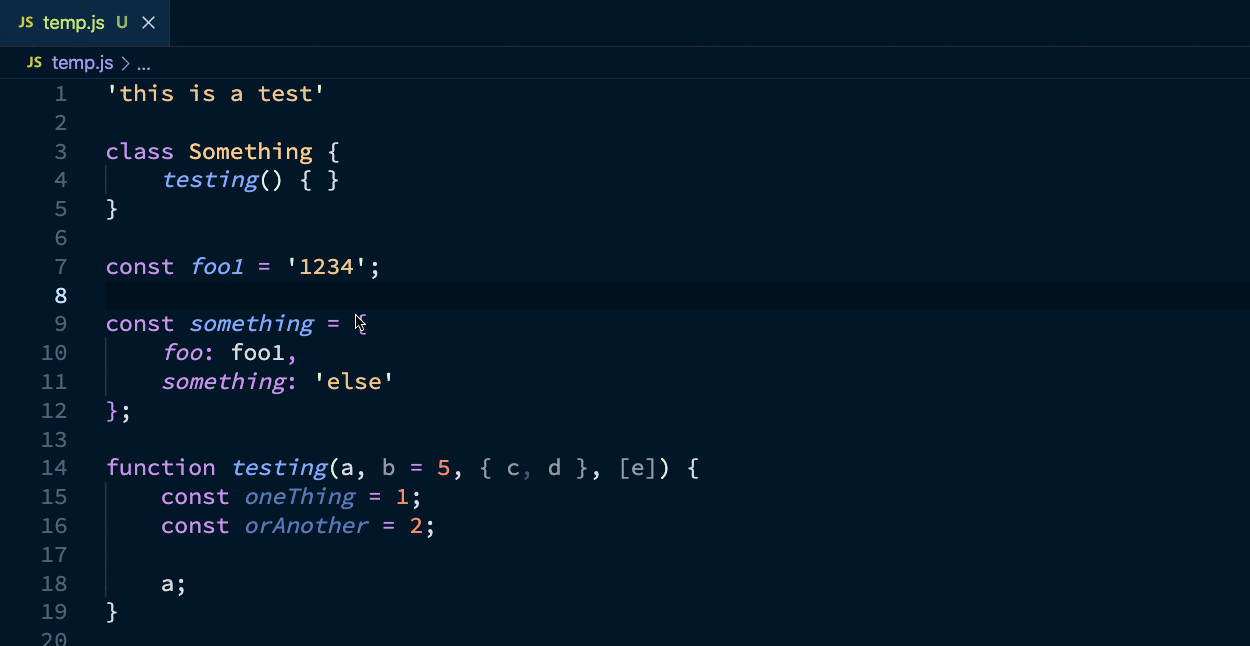 JS temp.js U ×
JS temp.js > ...
1 'this is a test'
2
3 class Something {
4     testing() { }
5 }
6
7 const foo1 = '1234';
8
9 const something = {
10     foo: foo1,
11     something: 'else'
12 };
13
14 function testing(a, b = 5, { c, d }, [e]) {
15     const oneThing = 1;
16     const orAnother = 2;
17
18     a;
19 }
20